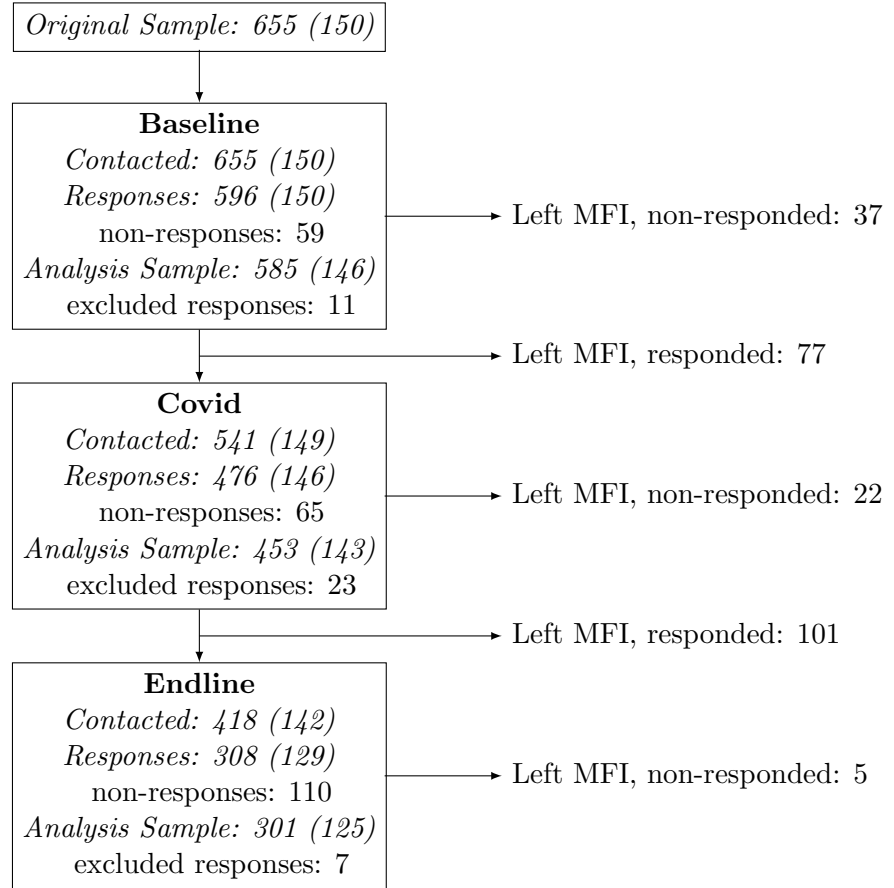 Original Sample: 655 (150)
Baseline
Contacted: 655 (150)
Responses: 596 (150)
non-responses: 59
Analysis Sample: 585 (146)
excluded responses: 11
Left MFI, non-responded: 37
Left MFI, responded: 77
Covid
Contacted: 541 (149)
Responses: 476 (146)
non-responses: 65
Analysis Sample: 453 (143)
excluded responses: 23
Left MFI, non-responded: 22
Left MFI, responded: 101
Endline
Contacted: 418 (142)
Responses: 308 (129)
non-responses: 110
Analysis Sample: 301 (125)
excluded responses: 7
Left MFI, non-responded: 5